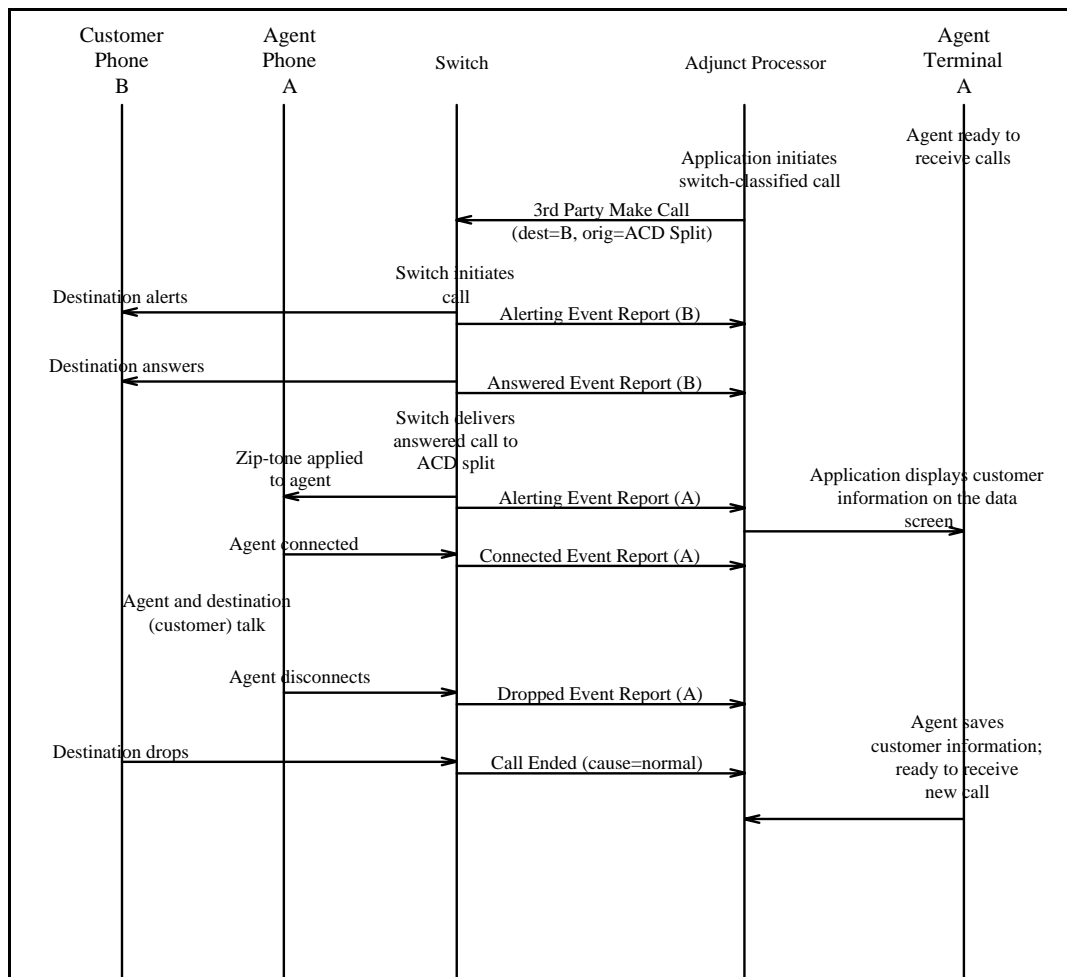 Customer
Phone
B
Agent
Phone
A
Switch
Adjunct Processor
Agent
Terminal
A
Agent ready to
receive calls
Application initiates
switch-classified call
3rd Party Make Call
(dest=B, orig=ACD Split)
Switch initiates
call
Destination alerts
Alerting Event Report (B)
Destination answers
Answered Event Report (B)
Switch delivers
answered call to
ACD split
Zip-tone applied
to agent
Alerting Event Report (A)
Application displays customer
information on the data
screen
Agent connected
Connected Event Report (A)
Agent and destination
(customer) talk
Agent disconnects
Dropped Event Report (A)
Agent saves
customer information;
ready to receive
new call
Destination drops
Call Ended (cause=normal)